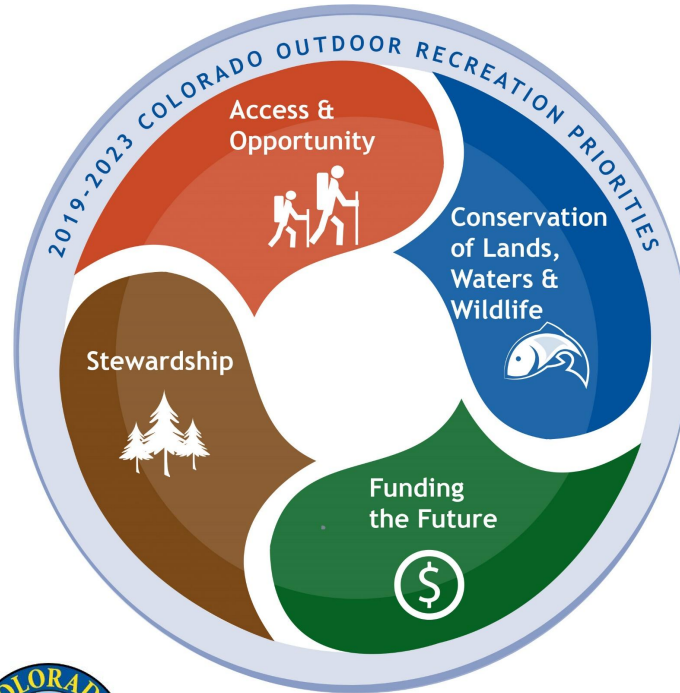 2019-2023 COLORADO OUTDOOR RECREATION PRIORITIES
Access &
Opportunity
Conservation
of Lands,
Waters &
Wildlife
Stewardship
Funding
the Future
$